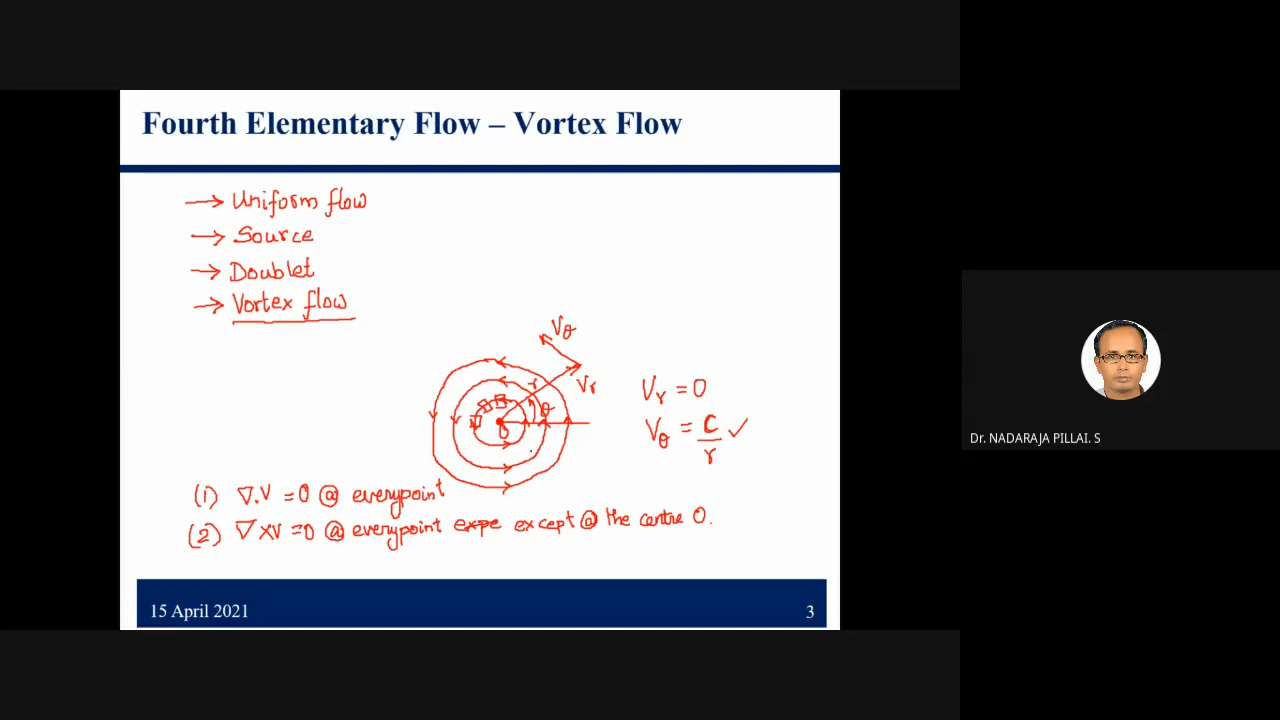 Fourth Elementary Flow – Vortex Flow
→ Uniform flow
→ Source
→ Doublet
→ Vortex flow
Vθ
r
Vr
θ
O
Vr = 0
Vθ = C/r ✓
(1) ∇.V = 0 @ everypoint
(2) ∇×V = 0 @ everypoint expe except @ the centre O.
15 April 2021
3
Dr. NADARAJA PILLAI. S